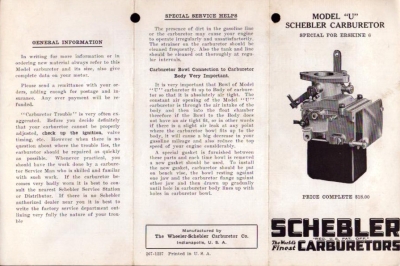 GENERAL INFORMATION
In writing for more information or in
ordering new material always refer to this
Model carburetor and its size, also give
complete data on your motor.
Please send a remittance with your
orders, adding enough for postage and in-
surance. Any over payment will be re-
funded.
"Carburetor Trouble" is very often ex-
aggerated. Before you decide definitely
that your carburetor cannot be properly
adjusted, check up the ignition, valve
timing, etc. However when there is no
question about where the trouble lies, the
carburetor should be repaired as quickly
as possible. Whenever practical, you
should have the work done by a carbure-
tor Service Man who is skilled and familiar
with such work. If the carburetor be-
comes very badly worn it is best to con-
sult the nearest Schebler Service Station
or Distributor. If there is no Schebler
authorized dealer near you it is best to
write the factory service department out-
lining very fully the nature of your trou-
ble
SPECIAL SERVICE HELPS
The presence of dirt in the gasoline line
or the carburetor may cause your engine
to operate irregularly and unsatisfactorily.
The strainer on the carburetor should be
cleaned frequently. Also the tank and line
should be cleaned out thoroughly at regu-
lar intervals.
Carburetor Bowl Connection to Carburetor
Body Very Important.
It is very important that Bowl of Model
"U" carburetor fit up to Body of carbure-
tor so that it is absolutely air tight. The
constant air opening of the Model "U"
carburetor is through the air intake of the
body and then into the float chamber
therefore if the Bowl to the Body does
not have an air tight fit, or in other words
if there is a slight air leak at any point
where the carburetor bowl fits up to the
body, it will cause a big decrease in your
gasoline mileage and also reduce the top
speed of your engine considerably.
A special gasket is furnished between
these parts and each time bowl is removed
a new gasket should be used. To install
the new gasket, carburetor should be put
on bench vise, the bowl resting against
one jaw and the carburetor flange against
other jaw and then drawn up gradually
until hole in carburetor body lines up with
hole in carburetor bowl.
Manufactured by
The Wheeler-Schebler Carburetor Co.
Indianapolis, U. S. A.
Printed in U. S. A.
MODEL "U"
SCHEBLER CARBURETOR
SPECIAL FOR ERSKINE 6
PRICE COMPLETE
SCHEBLER
The World's
Finest
CARBURETORS